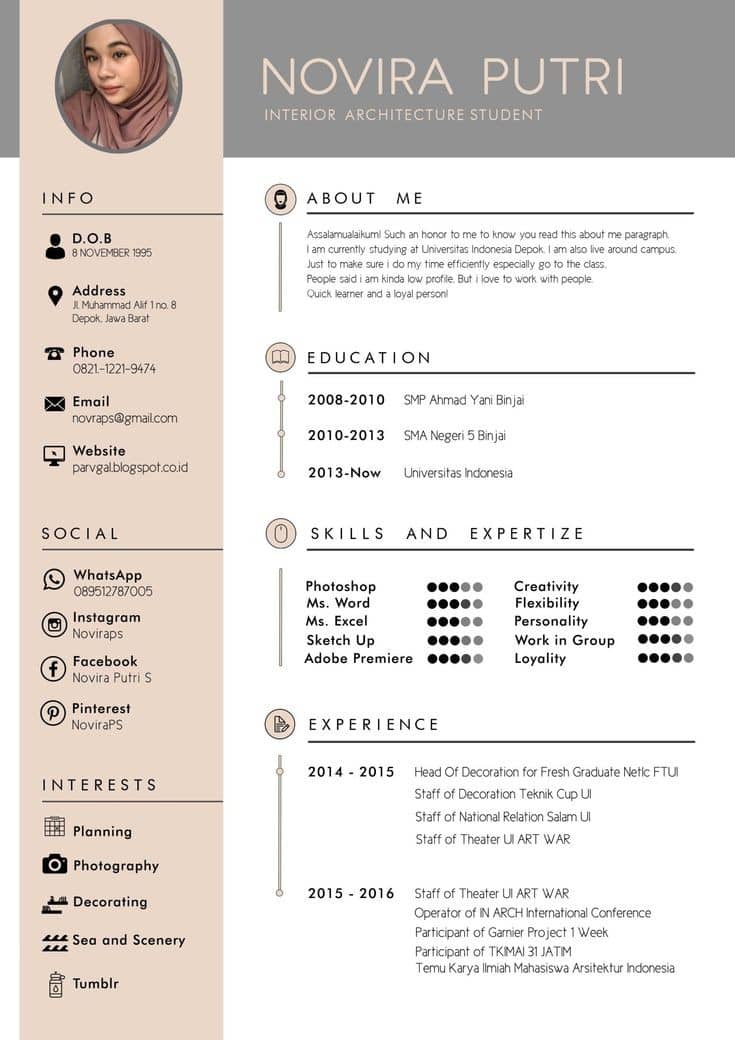 NOVIRA PUTRI
INTERIOR ARCHITECTURE STUDENT
INFO
D.O.B
8 NOVEMBER 1995
Address
Jl. Muhammad Alif 1 no. 8
Depok, Jawa Barat
Phone
0821.-1221-9474
Email
novraps@gmail.com
Website
parvgal.blogspot.co.id
SOCIAL
WhatsApp
089512787005
Instagram
Noviraps
Facebook
Novira Putri S
Pinterest
NoviraPS
INTERESTS
Planning
Photography
Decorating
Sea and Scenery
Tumblr
ABOUT ME
Assalamualaikum! Such an honor to me to know you read this about me paragraph.
I am currently studying at Universitas Indonesia Depok. I am also live around campus.
Just to make sure i do my time efficiently especially go to the class.
People said i am kinda low profile. But i love to work with people.
Quick learner and a loyal person!
EDUCATION
2008-2010 SMP Ahmad Yani Binjai
2010-2013 SMA Negeri 5 Binjai
2013-Now Universitas Indonesia
SKILLS AND EXPERTIZE
Photoshop Creativity
Ms. Word Flexibility
Ms. Excel Personality
Sketch Up Work in Group
Adobe Premiere Loyality
EXPERIENCE
2014 - 2015 Head Of Decoration for Fresh Graduate Netlc FTUI
Staff of Decoration Teknik Cup UI
Staff of National Relation Salam UI
Staff of Theater UI ART WAR
2015 - 2016 Staff of Theater UI ART WAR
Operator of IN ARCH International Conference
Participant of Garnier Project 1 Week
Participant of TKIMAI 31 JATIM
Temu Karya Ilmiah Mahasiswa Arsitektur Indonesia